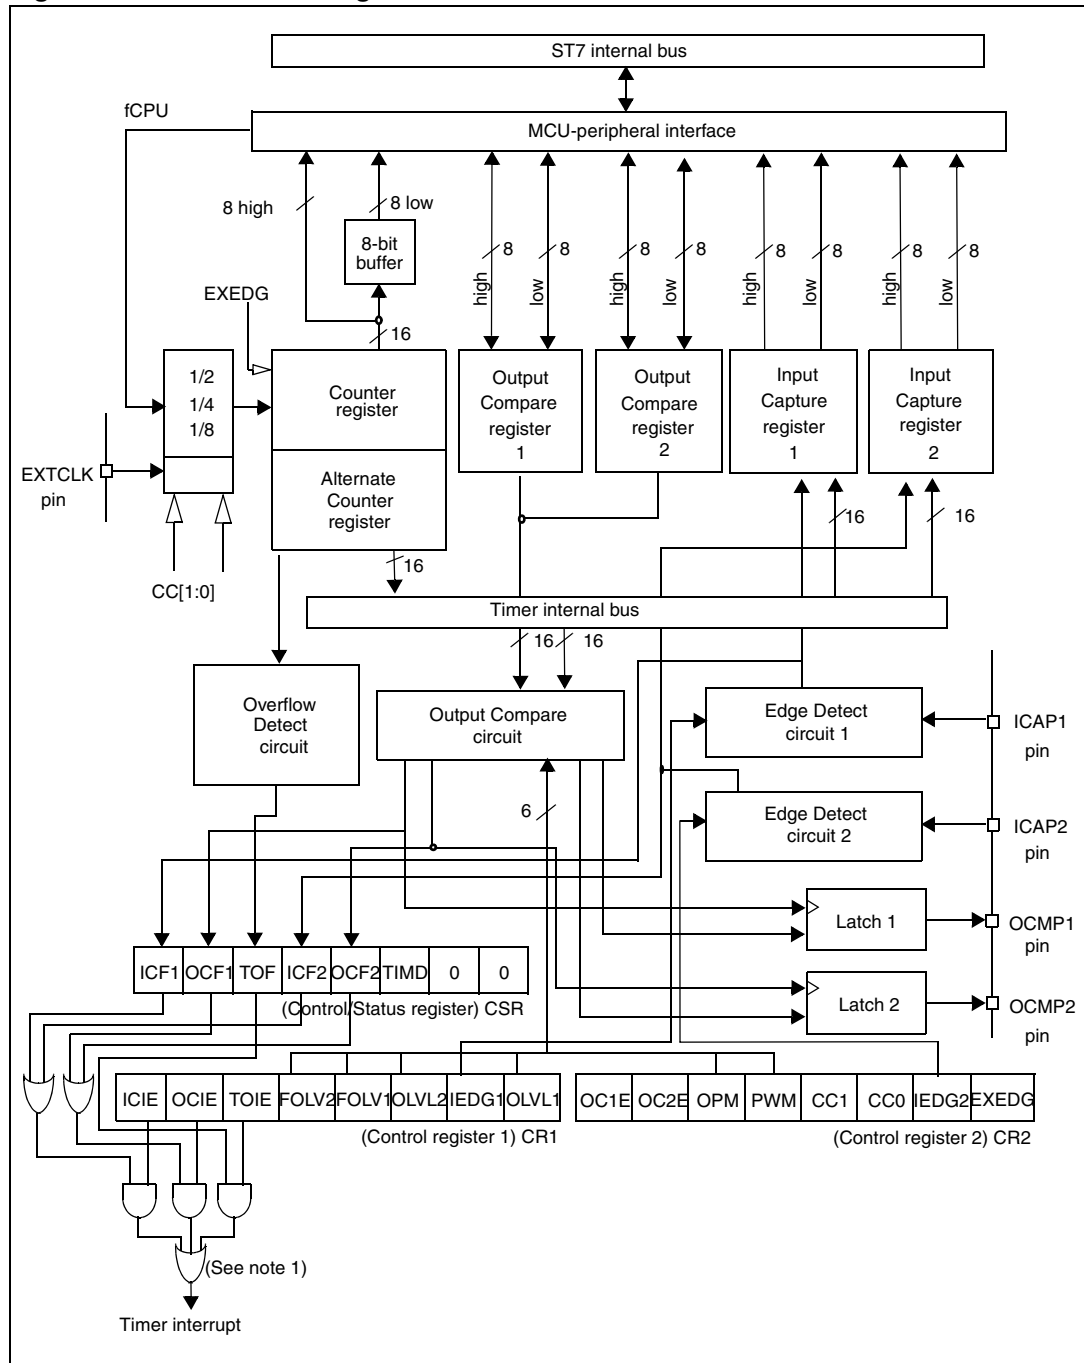 ST7 internal bus
fCPU
MCU-peripheral interface
8 high
8 low
8-bit
buffer
8
8
8
8
8
8
8
8
high
low
high
low
high
low
high
low
EXEDG
16
1/2
1/4
1/8
Counter
register
Output
Compare
register
1
Output
Compare
register
2
Input
Capture
register
1
Input
Capture
register
2
EXTCLK
pin
Alternate
Counter
register
16
16
16
CC[1:0]
Timer internal bus
16
16
Overflow
Detect
circuit
Output Compare
circuit
Edge Detect
circuit 1
ICAP1
pin
6
Edge Detect
circuit 2
ICAP2
pin
Latch 1
OCMP1
pin
ICF1 OCF1 TOF ICF2 OCF2 TIMD 0 0
(Control/Status register) CSR
Latch 2
OCMP2
pin
ICIE OCIE TOIE FOLV2 FOLV1 OLVL2 IEDG1 OLVL1
(Control register 1) CR1
OC1E OC2E OPM PWM CC1 CC0 IEDG2 EXEDG
(Control register 2) CR2
(See note 1)
Timer interrupt